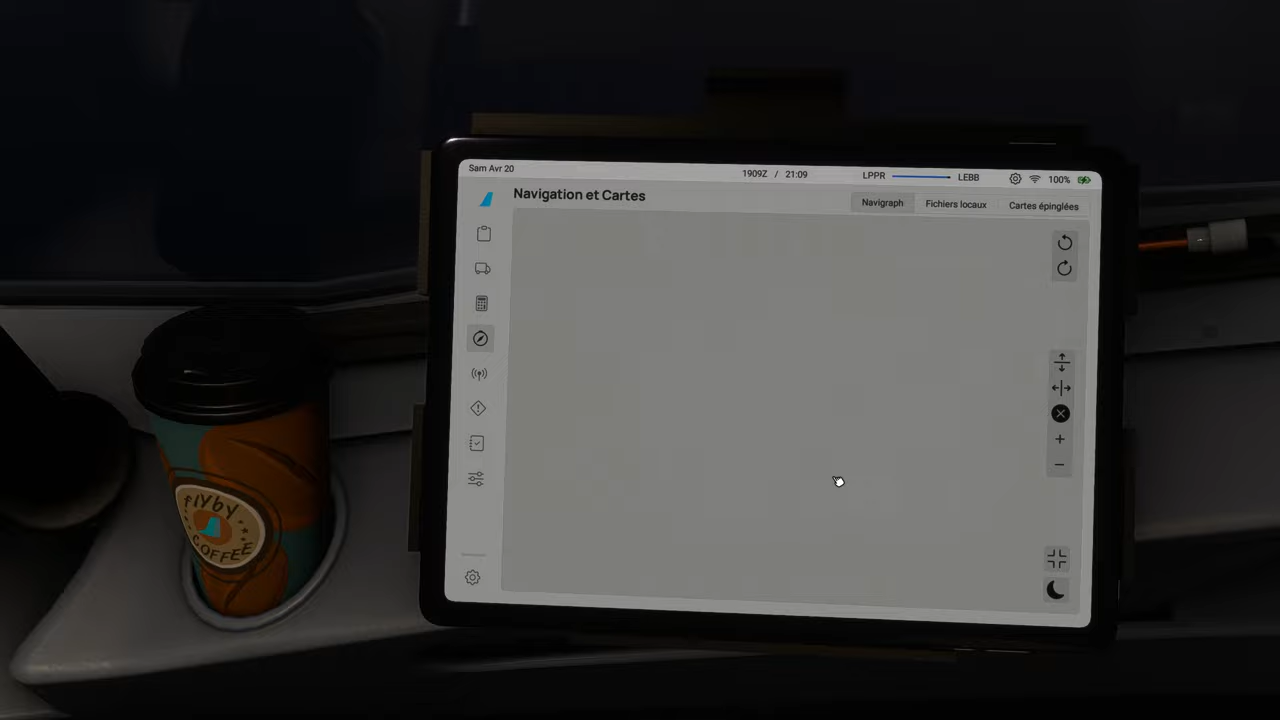 Sam Avr 20
1909Z / 21:09
LPPR
LEBB
100%
Navigation et Cartes
Navigraph
Fichiers locaux
Cartes épinglées
flyby
COFFEE